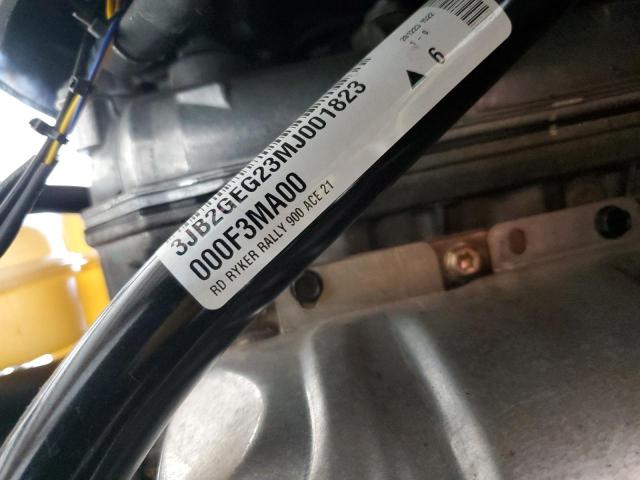 3JB2GEG23MJ001823
000F3MA00
RD RYKER RALLY 900 ACE 21
6